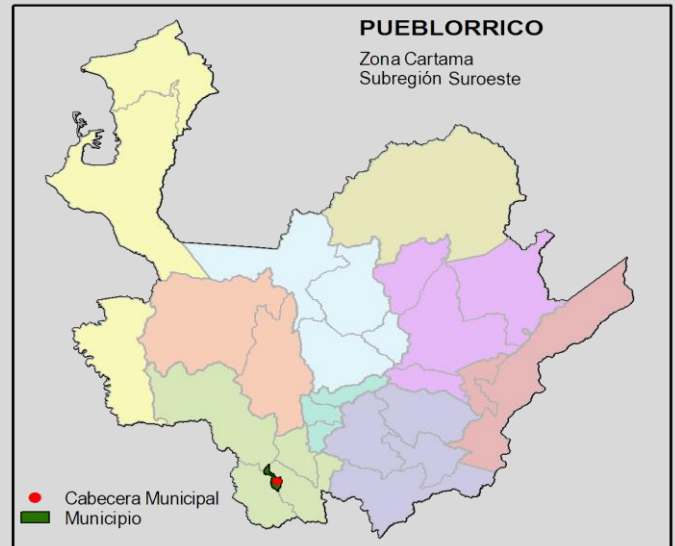 PUEBLORRICO
Zona Cartama
Subregión Suroeste
Cabecera Municipal
Municipio